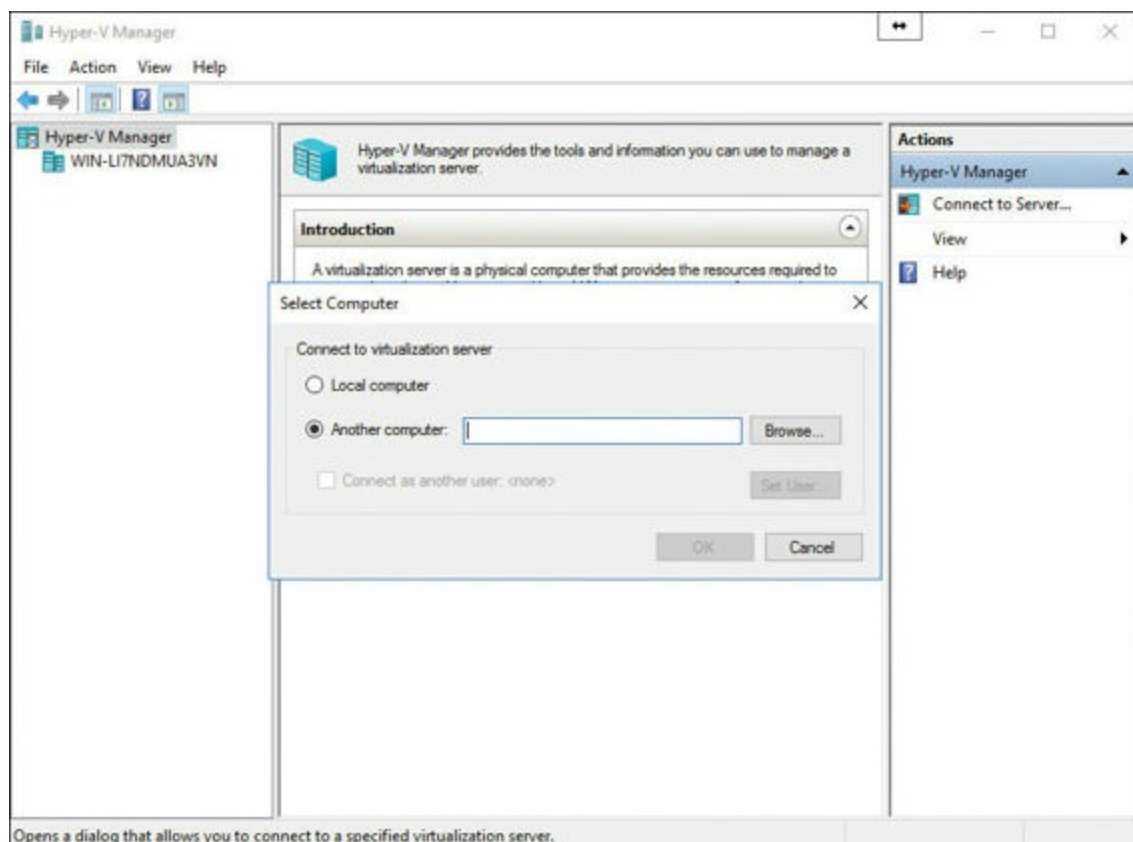 Hyper-V Manager
File Action View Help
Hyper-V Manager
WIN-LI7NDMUA3VN
Hyper-V Manager provides the tools and information you can use to manage a
virtualization server.
Introduction
A virtualization server is a physical computer that provides the resources required to
Select Computer
Connect to virtualization server
Local computer
Another computer:
Browse...
Connect as another user: <none>
Set User...
OK
Cancel
Actions
Hyper-V Manager
Connect to Server...
View
Help
Opens a dialog that allows you to connect to a specified virtualization server.